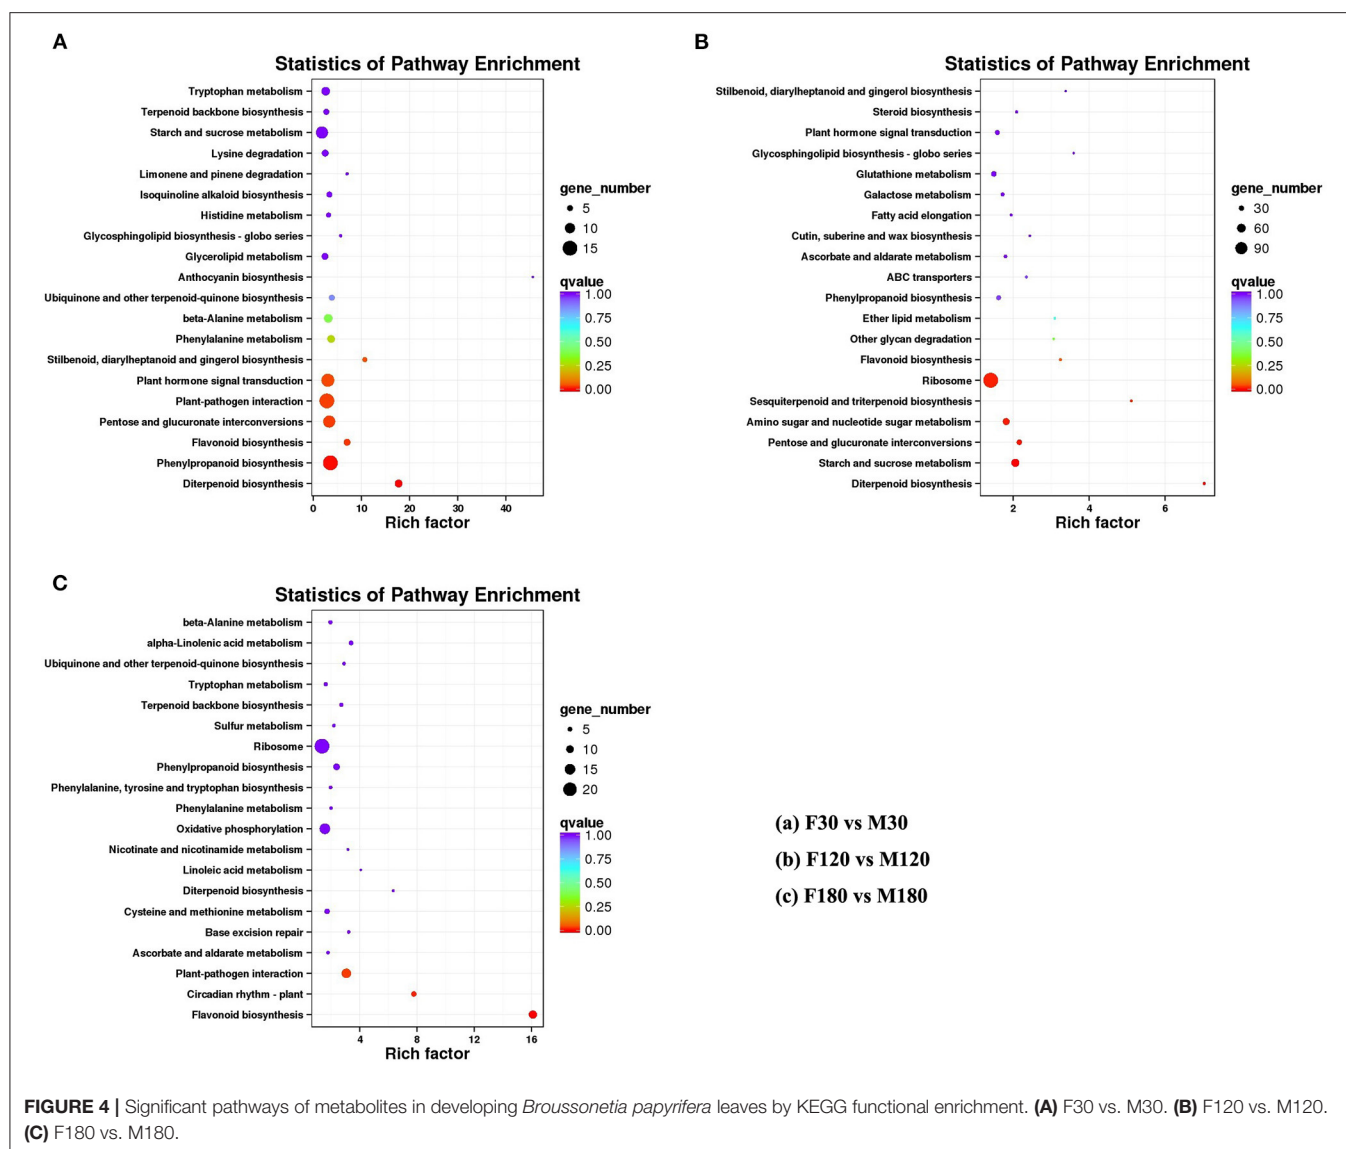 A
Statistics of Pathway Enrichment
Tryptophan metabolism
Terpenoid backbone biosynthesis
Starch and sucrose metabolism
Lysine degradation
Limonene and pinene degradation
Isoquinoline alkaloid biosynthesis
Histidine metabolism
Glycosphingolipid biosynthesis - globo series
Glycerolipid metabolism
Anthocyanin biosynthesis
Ubiquinone and other terpenoid-quinone biosynthesis
beta-Alanine metabolism
Phenylalanine metabolism
Stilbenoid, diarylheptanoid and gingerol biosynthesis
Plant hormone signal transduction
Plant-pathogen interaction
Pentose and glucuronate interconversions
Flavonoid biosynthesis
Phenylpropanoid biosynthesis
Diterpenoid biosynthesis
0 10 20 30 40
Rich factor
gene_number
5
10
15
qvalue
1.00
0.75
0.50
0.25
0.00
B
Statistics of Pathway Enrichment
Stilbenoid, diarylheptanoid and gingerol biosynthesis
Steroid biosynthesis
Plant hormone signal transduction
Glycosphingolipid biosynthesis - globo series
Glutathione metabolism
Galactose metabolism
Fatty acid elongation
Cutin, suberine and wax biosynthesis
Ascorbate and aldarate metabolism
ABC transporters
Phenylpropanoid biosynthesis
Ether lipid metabolism
Other glycan degradation
Flavonoid biosynthesis
Ribosome
Sesquiterpenoid and triterpenoid biosynthesis
Amino sugar and nucleotide sugar metabolism
Pentose and glucuronate interconversions
Starch and sucrose metabolism
Diterpenoid biosynthesis
2 4 6
Rich factor
gene_number
30
60
90
qvalue
1.00
0.75
0.50
0.25
0.00
C
Statistics of Pathway Enrichment
beta-Alanine metabolism
alpha-Linolenic acid metabolism
Ubiquinone and other terpenoid-quinone biosynthesis
Tryptophan metabolism
Terpenoid backbone biosynthesis
Sulfur metabolism
Ribosome
Phenylpropanoid biosynthesis
Phenylalanine, tyrosine and tryptophan biosynthesis
Phenylalanine metabolism
Oxidative phosphorylation
Nicotinate and nicotinamide metabolism
Linoleic acid metabolism
Diterpenoid biosynthesis
Cysteine and methionine metabolism
Base excision repair
Ascorbate and aldarate metabolism
Plant-pathogen interaction
Circadian rhythm - plant
Flavonoid biosynthesis
4 8 12 16
Rich factor
gene_number
5
10
15
20
qvalue
1.00
0.75
0.50
0.25
0.00
(a) F30 vs M30
(b) F120 vs M120
(c) F180 vs M180
FIGURE 4 | Significant pathways of metabolites in developing Broussonetia papyrifera leaves by KEGG functional enrichment. (A) F30 vs. M30. (B) F120 vs. M120.
(C) F180 vs. M180.